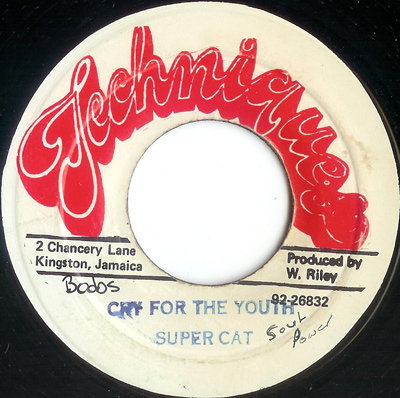 Techniques
2 Chancery Lane
Kingston, Jamaica
Produced by
W. Riley
92-26832
Bodos
CRY FOR THE YOUTH
SUPER CAT
Soul
Power